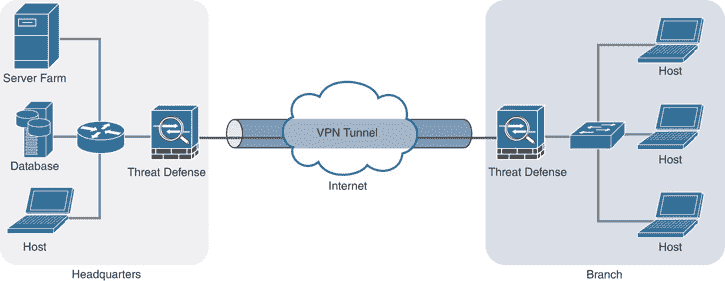 Server Farm
Database
Host
Threat Defense
Headquarters
VPN Tunnel
Internet
Threat Defense
Host
Host
Host
Branch